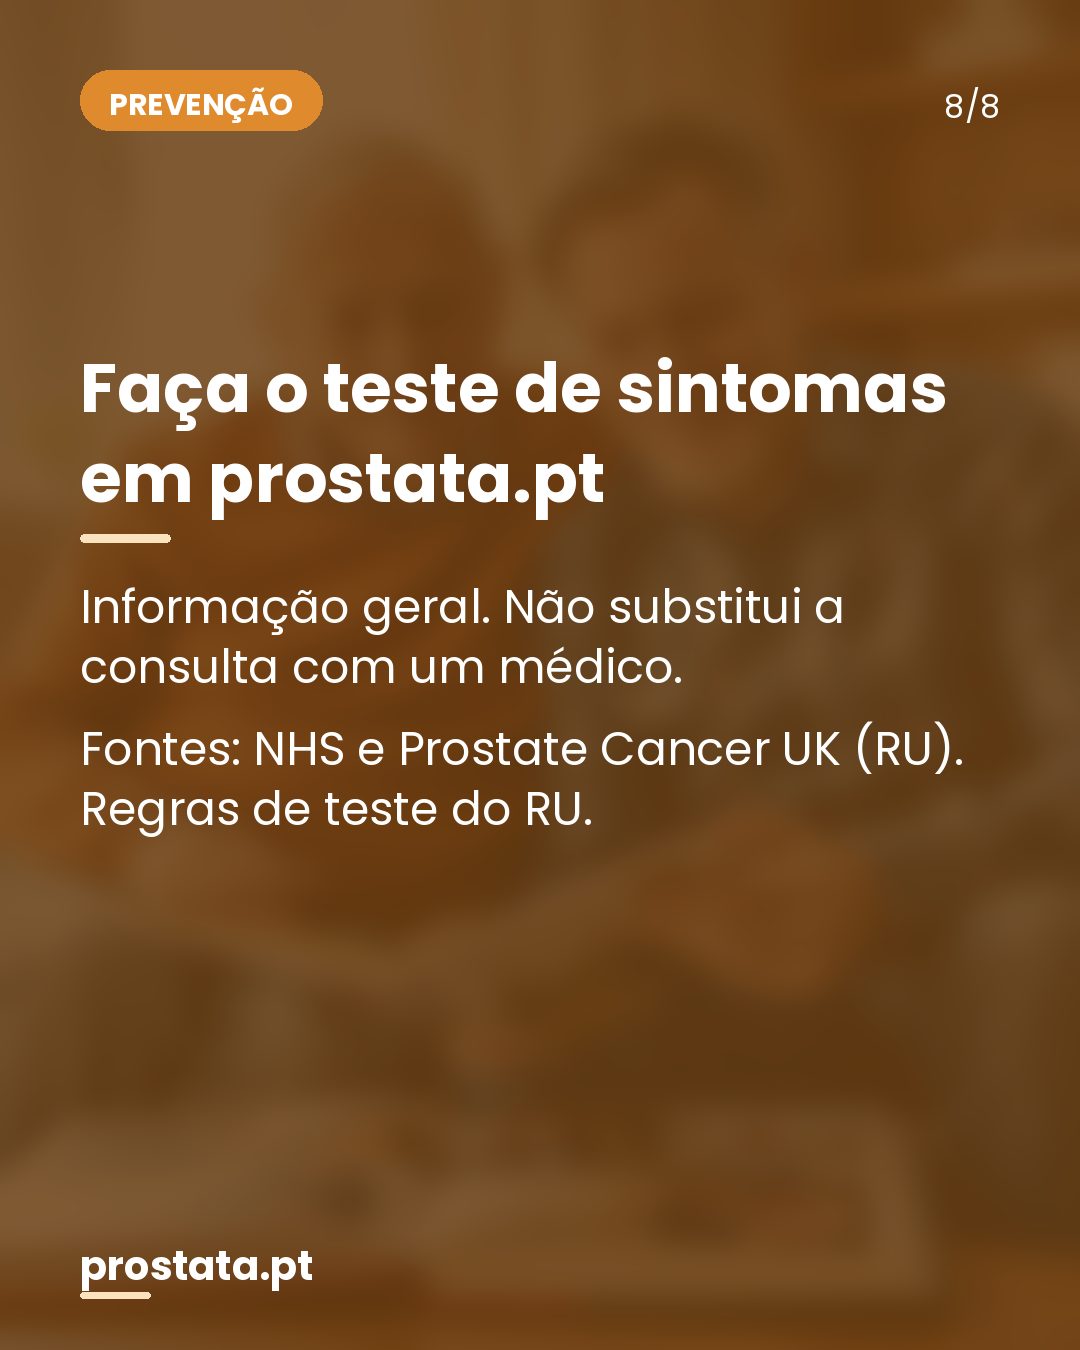 PREVENÇÃO
8/8
Faça o teste de sintomas
em prostata.pt
Informação geral. Não substitui a
consulta com um médico.
Fontes: NHS e Prostate Cancer UK (RU).
Regras de teste do RU.
prostata.pt